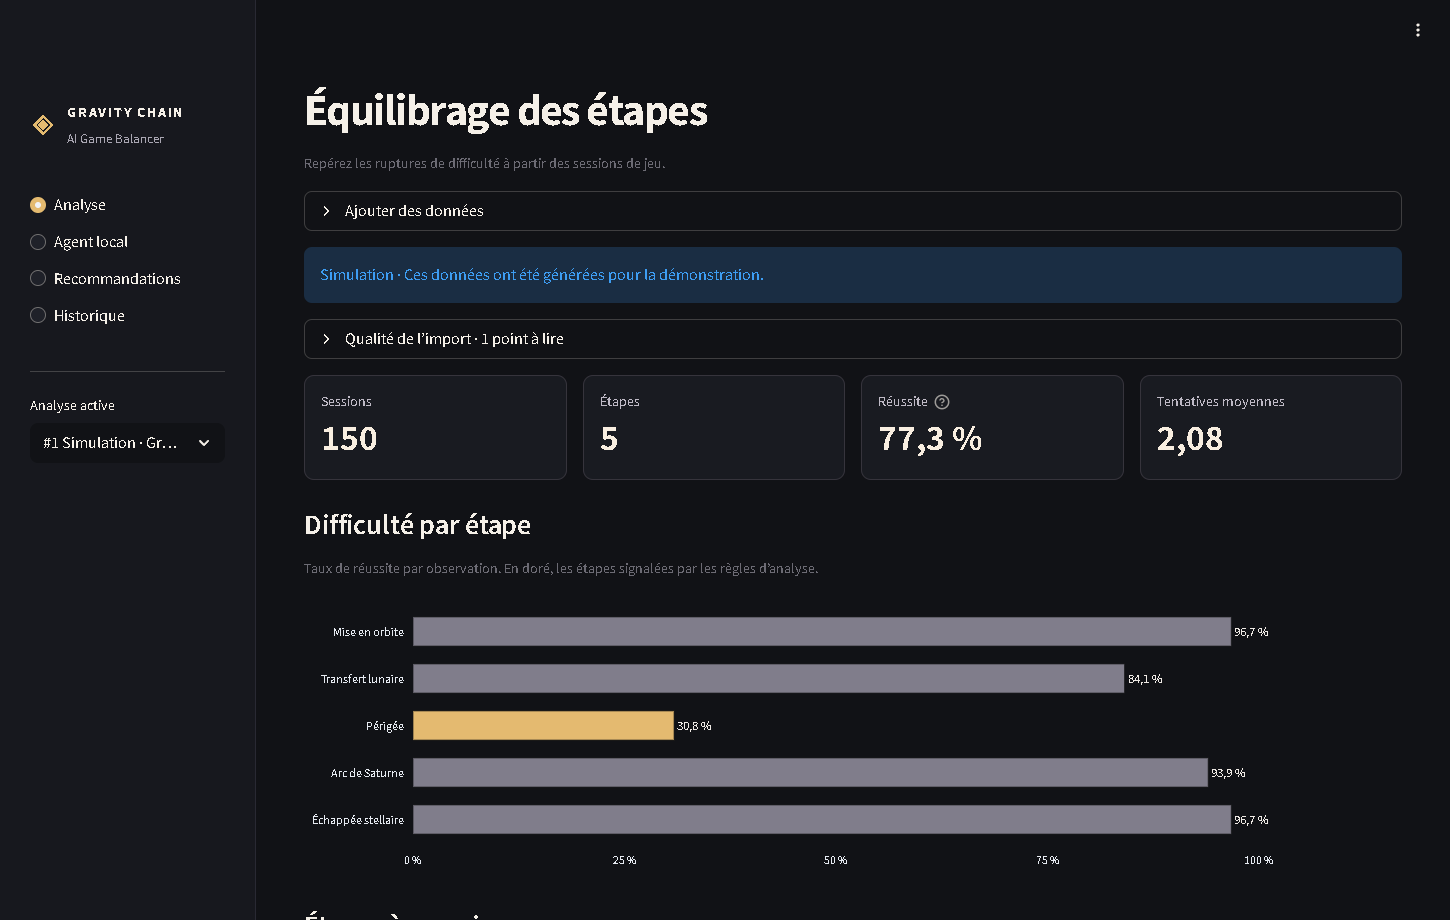 GRAVITY CHAIN
AI Game Balancer
Analyse
Agent local
Recommandations
Historique
Analyse active
#1 Simulation · Gr…
Équilibrage des étapes
Repérez les ruptures de difficulté à partir des sessions de jeu.
Ajouter des données
Simulation · Ces données ont été générées pour la démonstration.
Qualité de l’import · 1 point à lire
Sessions
150
Étapes
5
Réussite
77,3 %
Tentatives moyennes
2,08
Difficulté par étape
Taux de réussite par observation. En doré, les étapes signalées par les règles d’analyse.
Mise en orbite 96,7 %
Transfert lunaire 84,1 %
Périgée 30,8 %
Arc de Saturne 93,9 %
Échappée stellaire 96,7 %
0 % 25 % 50 % 75 % 100 %